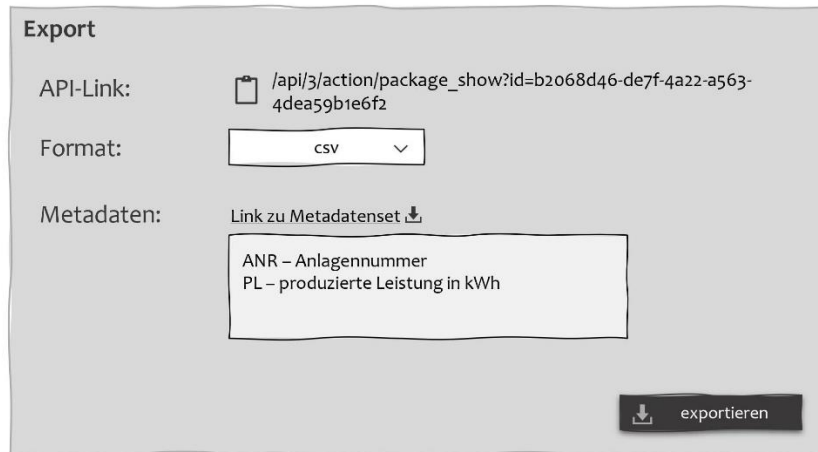 Export
API-Link:
/api/3/action/package_show?id=b2068d46-de7f-4a22-a563-
4dea59b1e6f2
Format:
csv
Metadaten:
Link zu Metadatenset
ANR – Anlagennummer
PL – produzierte Leistung in kWh
exportieren